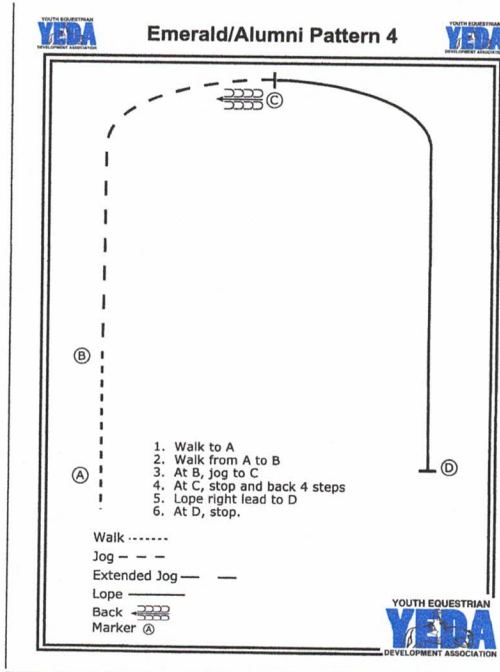 YOUTH EQUESTRIAN
YEDA
DEVELOPMENT ASSOCIATION
Emerald/Alumni Pattern 4
YOUTH EQUESTRIAN
YEDA
DEVELOPMENT ASSOCIATION
C
B
A
D
1. Walk to A
2. Walk from A to B
3. At B, jog to C
4. At C, stop and back 4 steps
5. Lope right lead to D
6. At D, stop.
Walk
Jog
Extended Jog
Lope
Back
Marker A
YOUTH EQUESTRIAN
YEDA
DEVELOPMENT ASSOCIATION